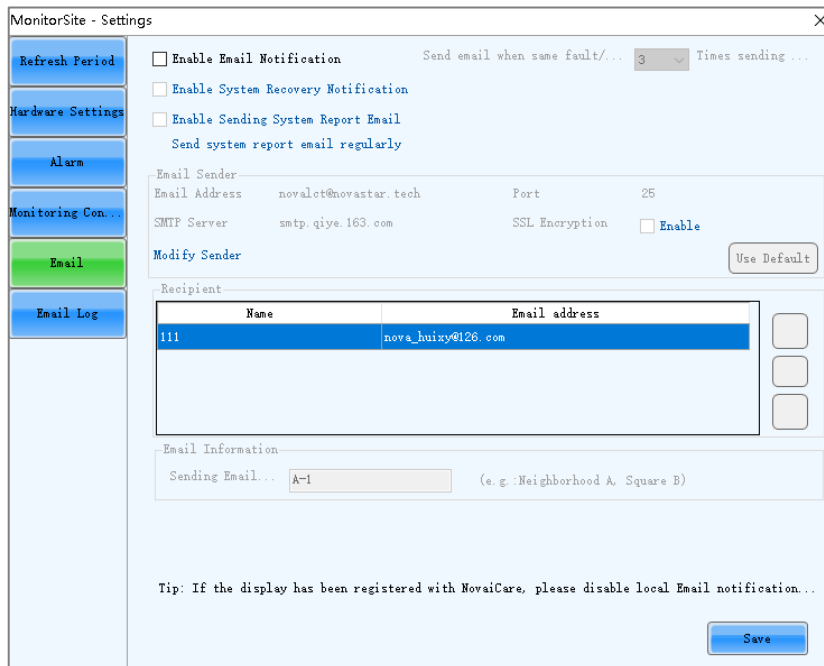 MonitorSite - Settings
Refresh Period
Hardware Settings
Alarm
Monitoring Con...
Email
Email Log
Enable Email Notification
Send email when same fault/... 3 Times sending ...
Enable System Recovery Notification
Enable Sending System Report Email
Send system report email regularly
Email Sender
Email Address novalct@novastar.tech Port 25
SMTP Server smtp.qiye.163.com SSL Encryption Enable
Modify Sender Use Default
Recipient
Name Email address
111 nova_huixy@126.com
Email Information
Sending Email... A-1 (e.g.:Neighborhood A, Square B)
Tip: If the display has been registered with NovaiCare, please disable local Email notification...
Save